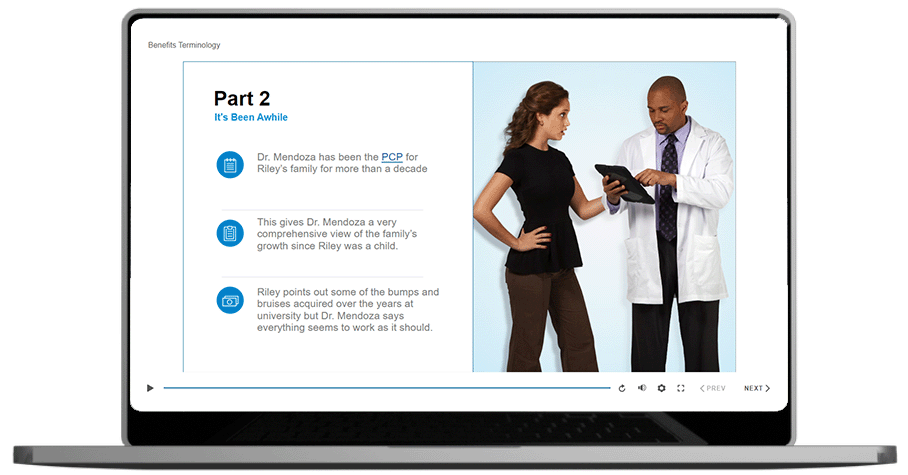 Benefits Terminology
Part 2
It's Been Awhile
Dr. Mendoza has been the PCP for
Riley's family for more than a decade
This gives Dr. Mendoza a very
comprehensive view of the family's
growth since Riley was a child.
Riley points out some of the bumps and
bruises acquired over the years at
university but Dr. Mendoza says
everything seems to work as it should.
PREV
NEXT